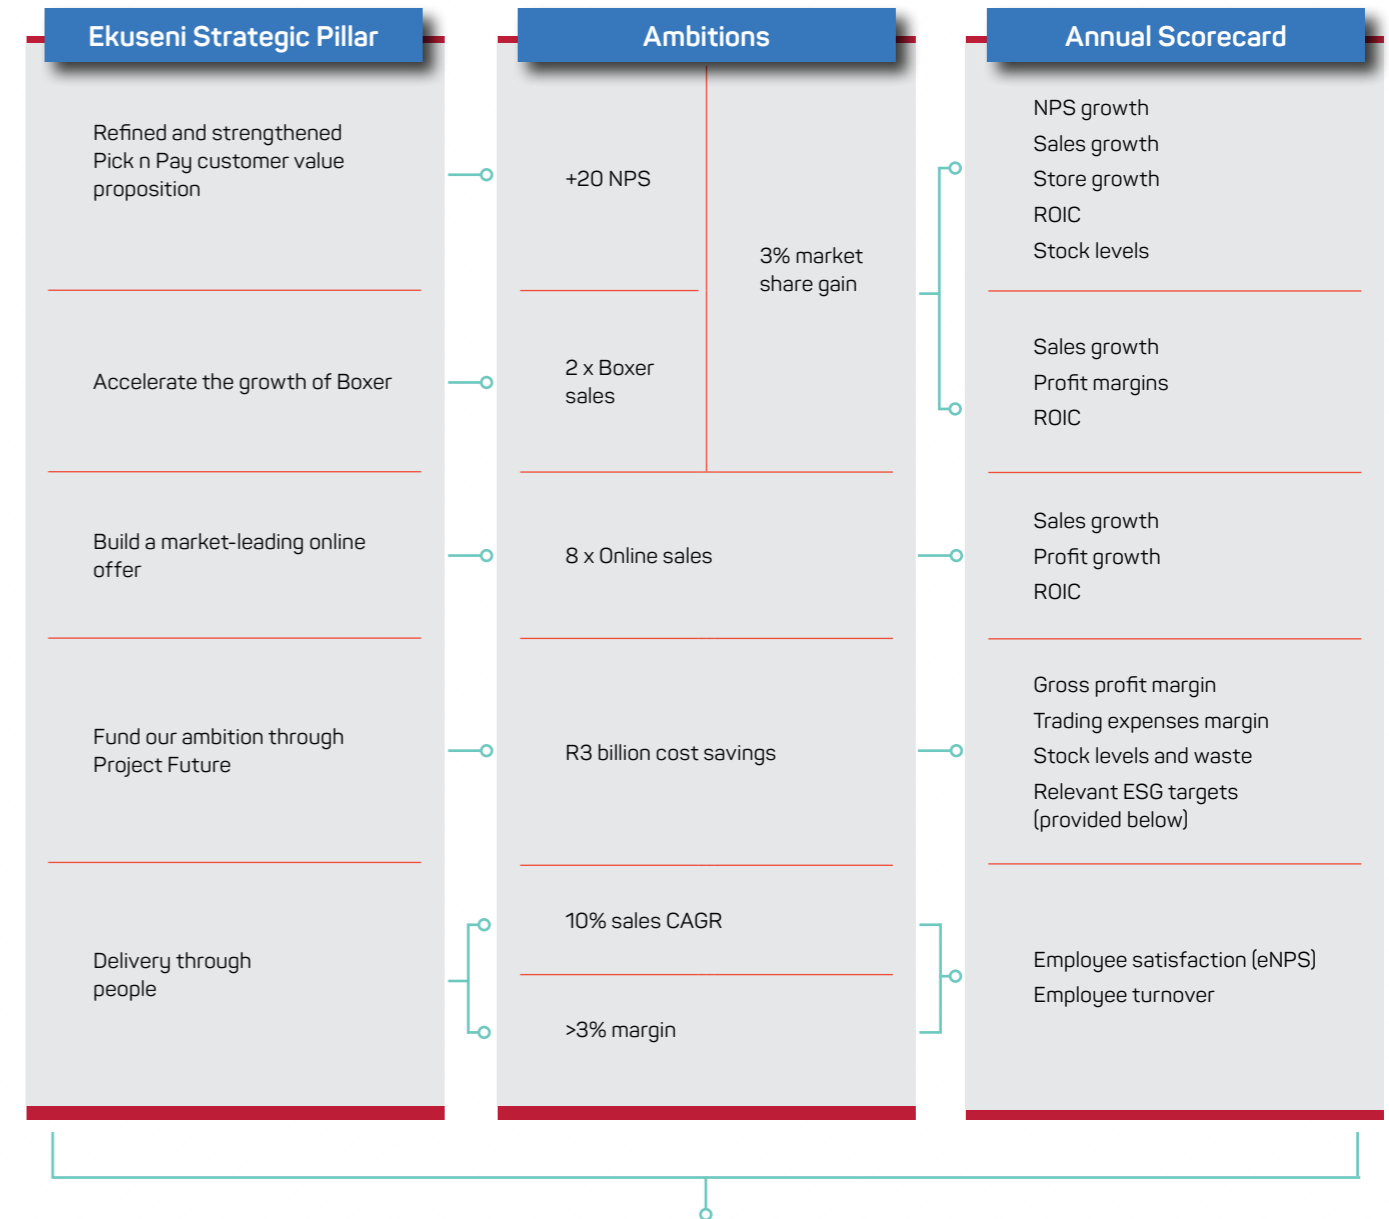 Ekuseni Strategic Pillar
Ambitions
Annual Scorecard
Refined and strengthened
Pick n Pay customer value
proposition
+20 NPS
3% market
share gain
NPS growth
Sales growth
Store growth
ROIC
Stock levels
Accelerate the growth of Boxer
2 x Boxer
sales
Sales growth
Profit margins
ROIC
Build a market-leading online
offer
8 x Online sales
Sales growth
Profit growth
ROIC
Fund our ambition through
Project Future
R3 billion cost savings
Gross profit margin
Trading expenses margin
Stock levels and waste
Relevant ESG targets
(provided below)
Delivery through
people
10% sales CAGR
>3% margin
Employee satisfaction (eNPS)
Employee turnover